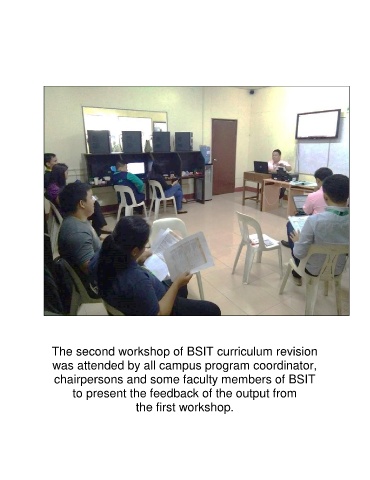 The second workshop of BSIT curriculum revision
was attended by all campus program coordinator,
chairpersons and some faculty members of BSIT
to present the feedback of the output from
the first workshop.